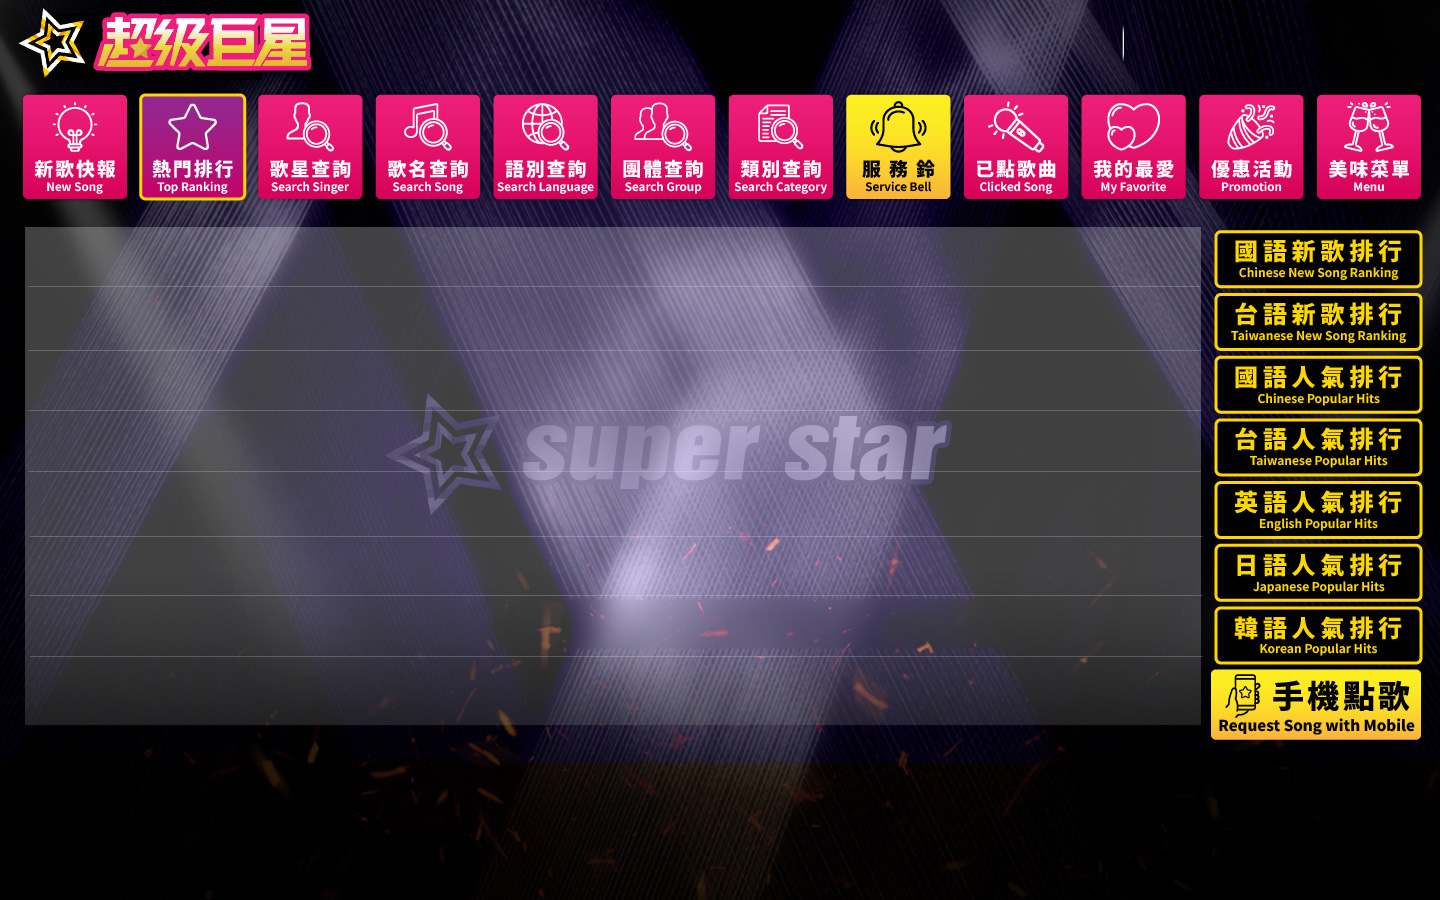 超级巨星
新歌快報
New Song
熱門排行
Top Ranking
歌星查詢
Search Singer
歌名查詢
Search Song
語別查詢
Search Language
團體查詢
Search Group
類別查詢
Search Category
服務鈴
Service Bell
已點歌曲
Clicked Song
我的最愛
My Favorite
優惠活動
Promotion
美味菜單
Menu
國語新歌排行
Chinese New Song Ranking
台語新歌排行
Taiwanese New Song Ranking
國語人氣排行
Chinese Popular Hits
台語人氣排行
Taiwanese Popular Hits
super star
英語人氣排行
English Popular Hits
日語人氣排行
Japanese Popular Hits
韓語人氣排行
Korean Popular Hits
手機點歌
Request Song with Mobile